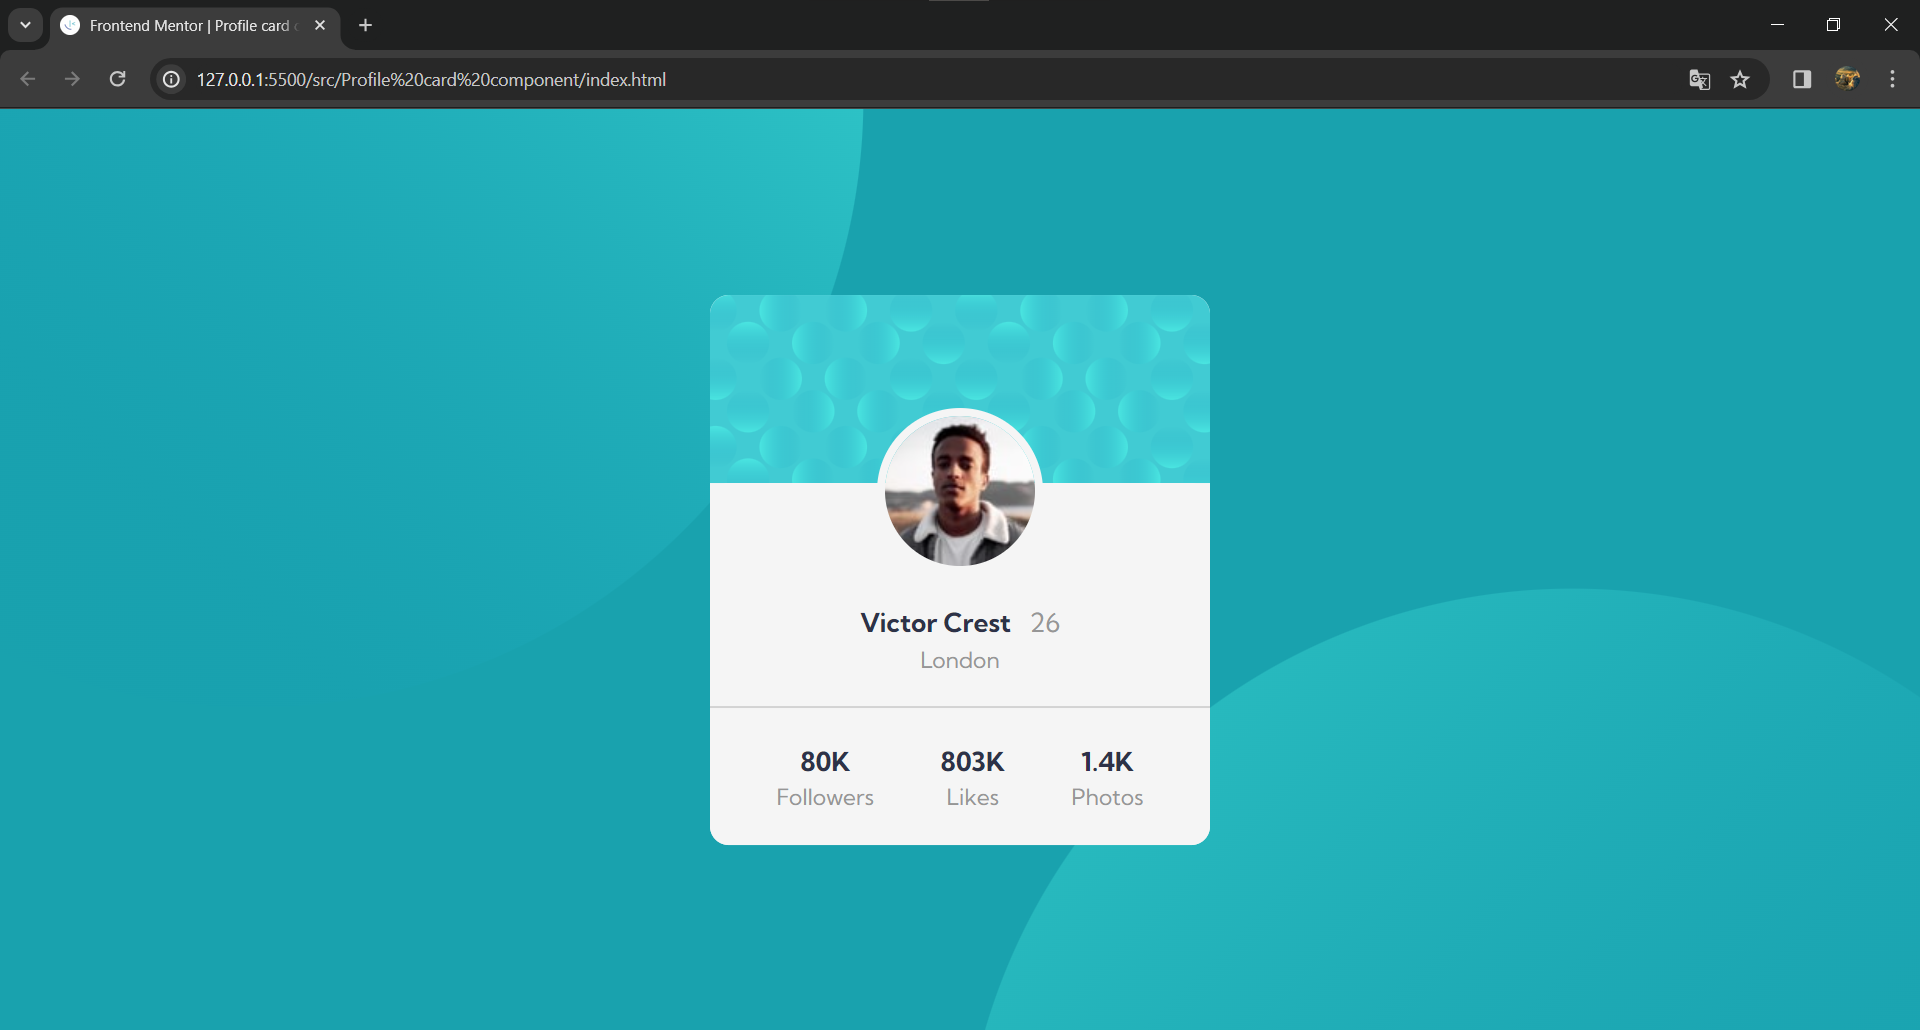 Frontend Mentor | Profile card
127.0.0.1:5500/src/Profile%20card%20component/index.html
Victor Crest 26
London
80K 803K 1.4K
Followers Likes Photos